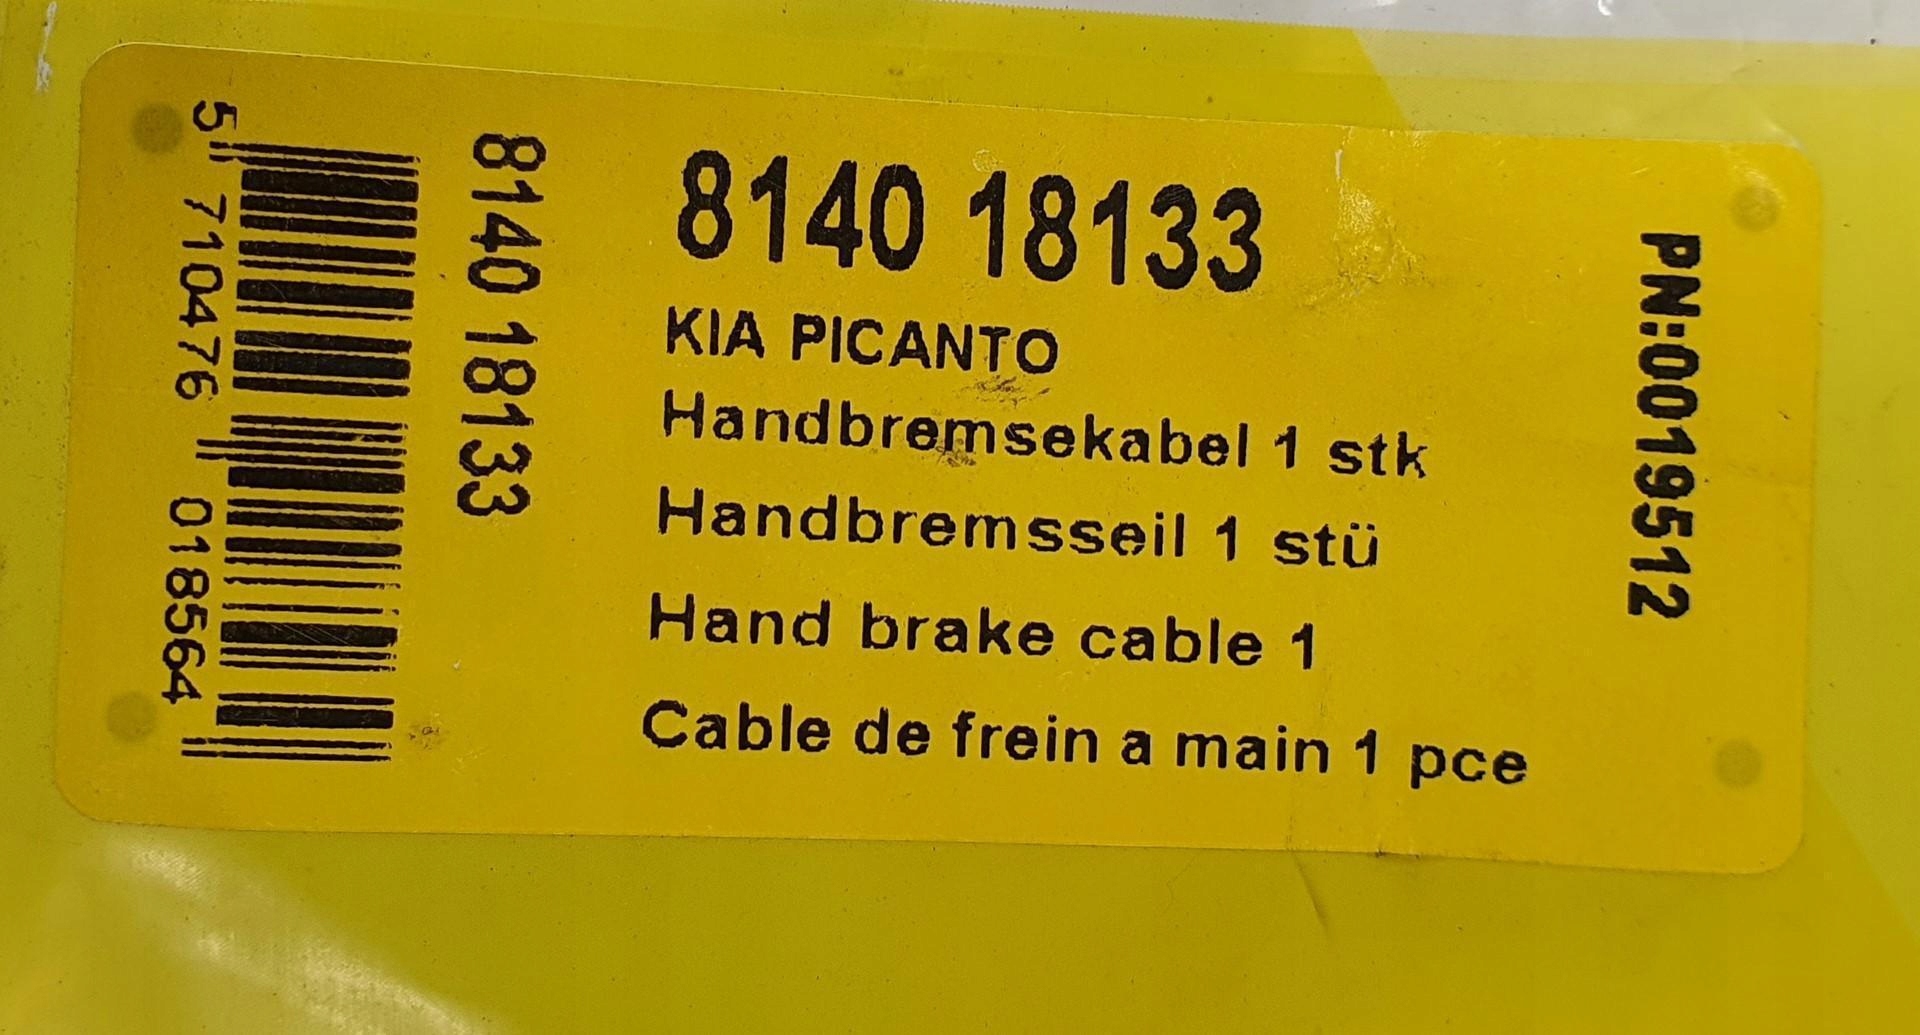 5 710476 018564
8140 18133
8140 18133
KIA PICANTO
Handbremsekabel 1 stk
Handbremsseil 1 stü
Hand brake cable 1
Cable de frein a main 1 pce
PN:0019512